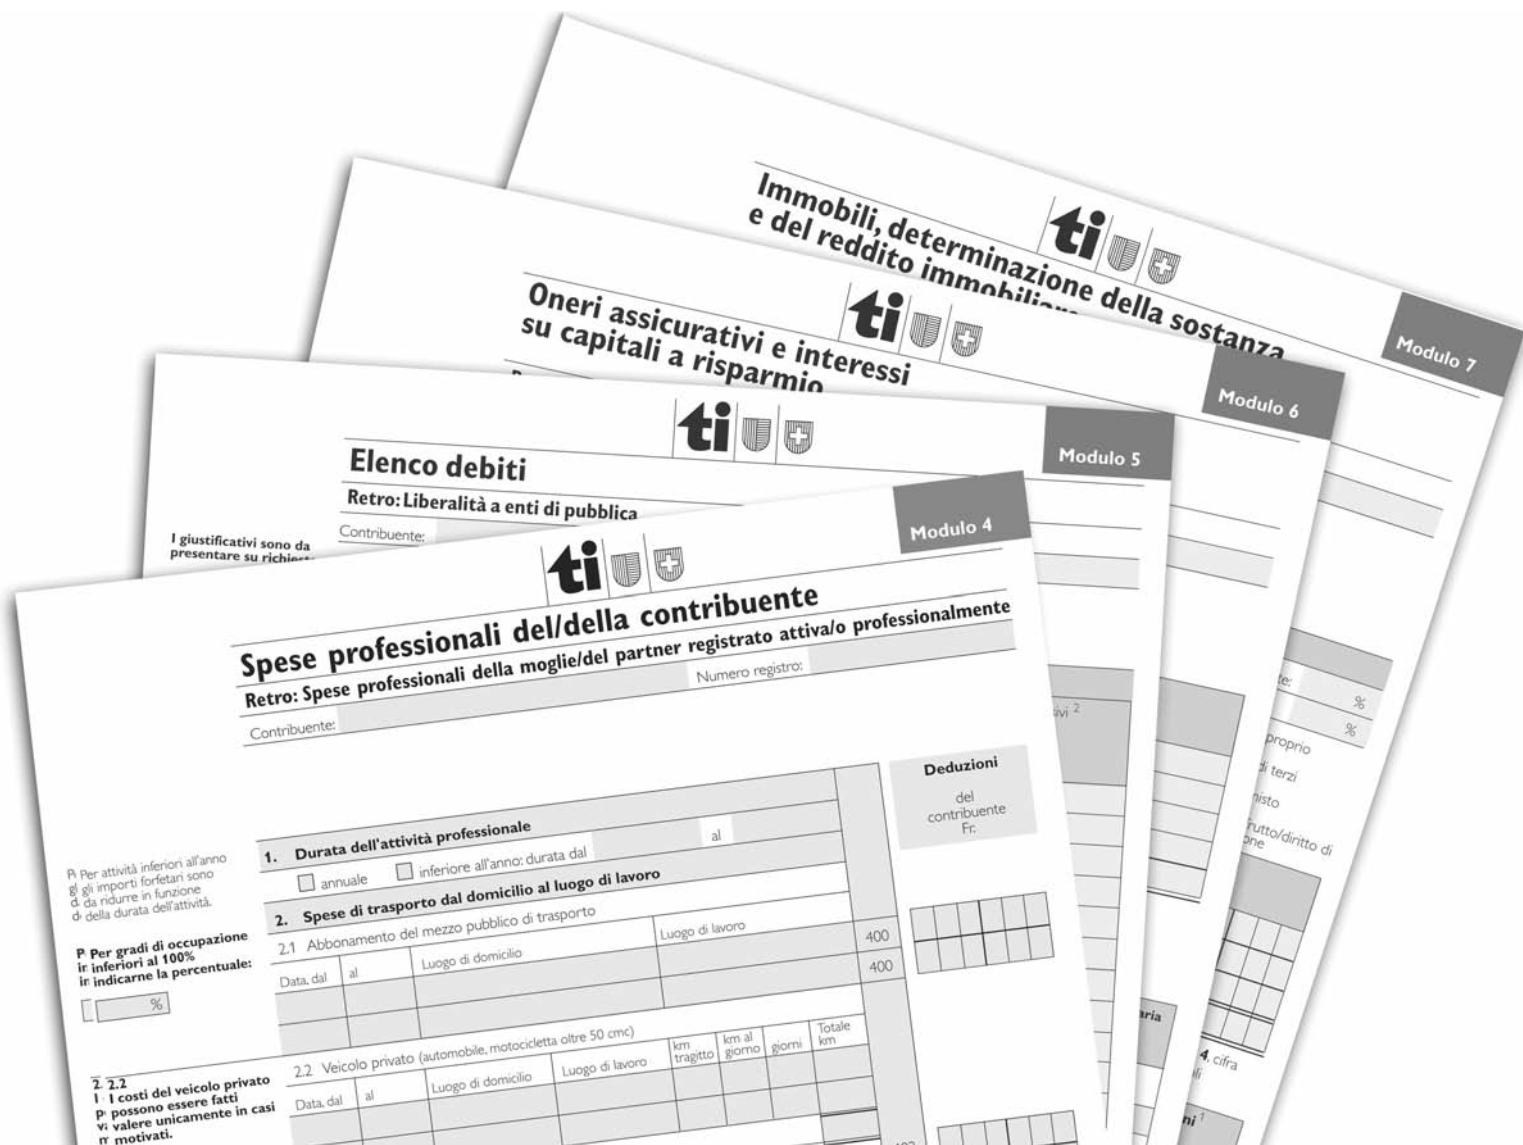 Immobili, determinazione della sostanza
e del reddito immobiliare
ti
Modulo 7
Oneri assicurativi e interessi
su capitali a risparmio
ti
Modulo 6
Elenco debiti
Retro: Liberalità a enti di pubblica
Contribuente:
I giustificativi sono da
presentare su
ti
Modulo 5
ti
Modulo 4
Spese professionali del/della contribuente
Retro: Spese professionali della moglie/del partner registrato attiva/o professionalmente
Contribuente:
Numero registro:
Deduzioni
del
contribuente
Fr.
1. Durata dell'attività professionale
annuale
inferiore all'anno: durata dal
al
2. Spese di trasporto dal domicilio al luogo di lavoro
2.1 Abbonamento del mezzo pubblico di trasporto
Data, dal al Luogo di domicilio Luogo di lavoro
400
400
2.2 Veicolo privato (automobile, motocicletta oltre 50 cmc)
Data, dal al Luogo di domicilio Luogo di lavoro km tragitto km al giorno giorni Totale km
Per attività inferiori all'anno
gli importi forfetari sono
da ridurre in funzione
della durata dell'attività.
Per gradi di occupazione
inferiori al 100%
indicarne la percentuale:
%
2.2
I costi del veicolo privato
possono essere fatti
valere unicamente in casi
motivati.
%
%
proprio
di terzi
4, cifra